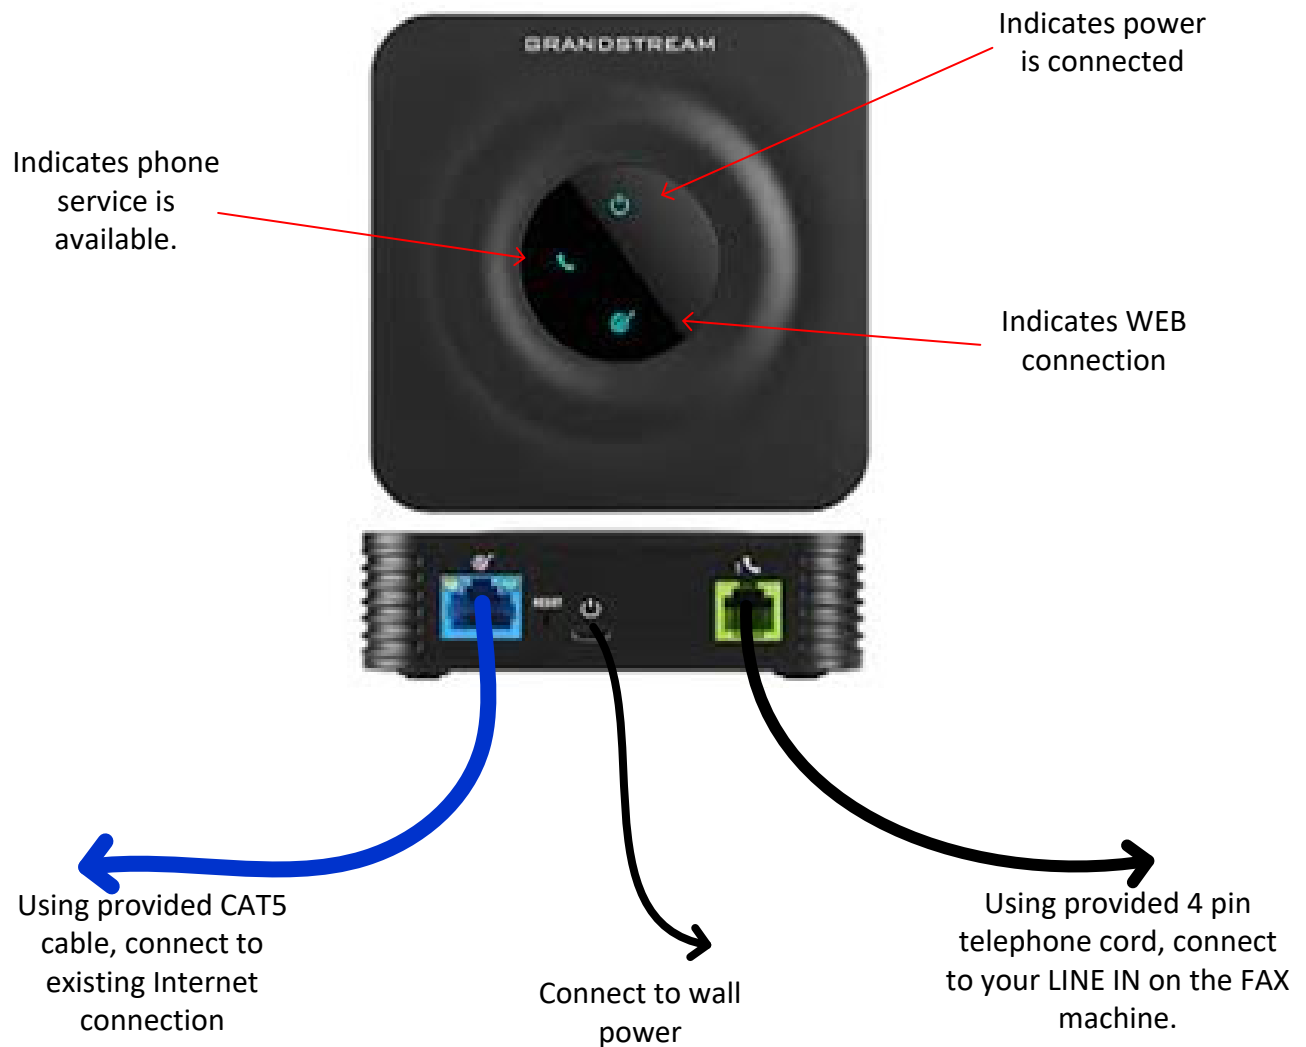 GRANDSTREAM
Indicates power
is connected
Indicates phone
service is
available.
Indicates WEB
connection
RESET
Using provided CAT5
cable, connect to
existing Internet
connection
Connect to wall
power
Using provided 4 pin
telephone cord, connect
to your LINE IN on the FAX
machine.